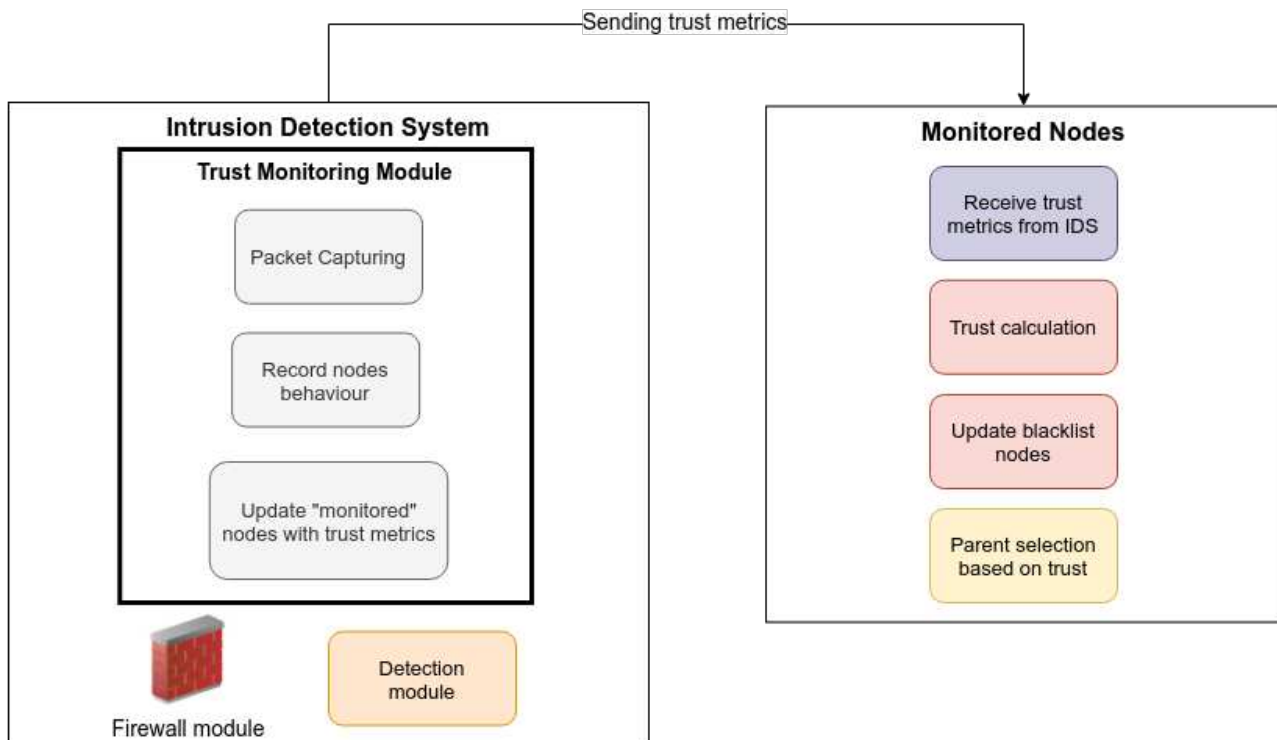 Sending trust metrics
Intrusion Detection System
Trust Monitoring Module
Packet Capturing
Record nodes
behaviour
Update "monitored"
nodes with trust metrics
Firewall module
Detection
module
Monitored Nodes
Receive trust
metrics from IDS
Trust calculation
Update blacklist
nodes
Parent selection
based on trust